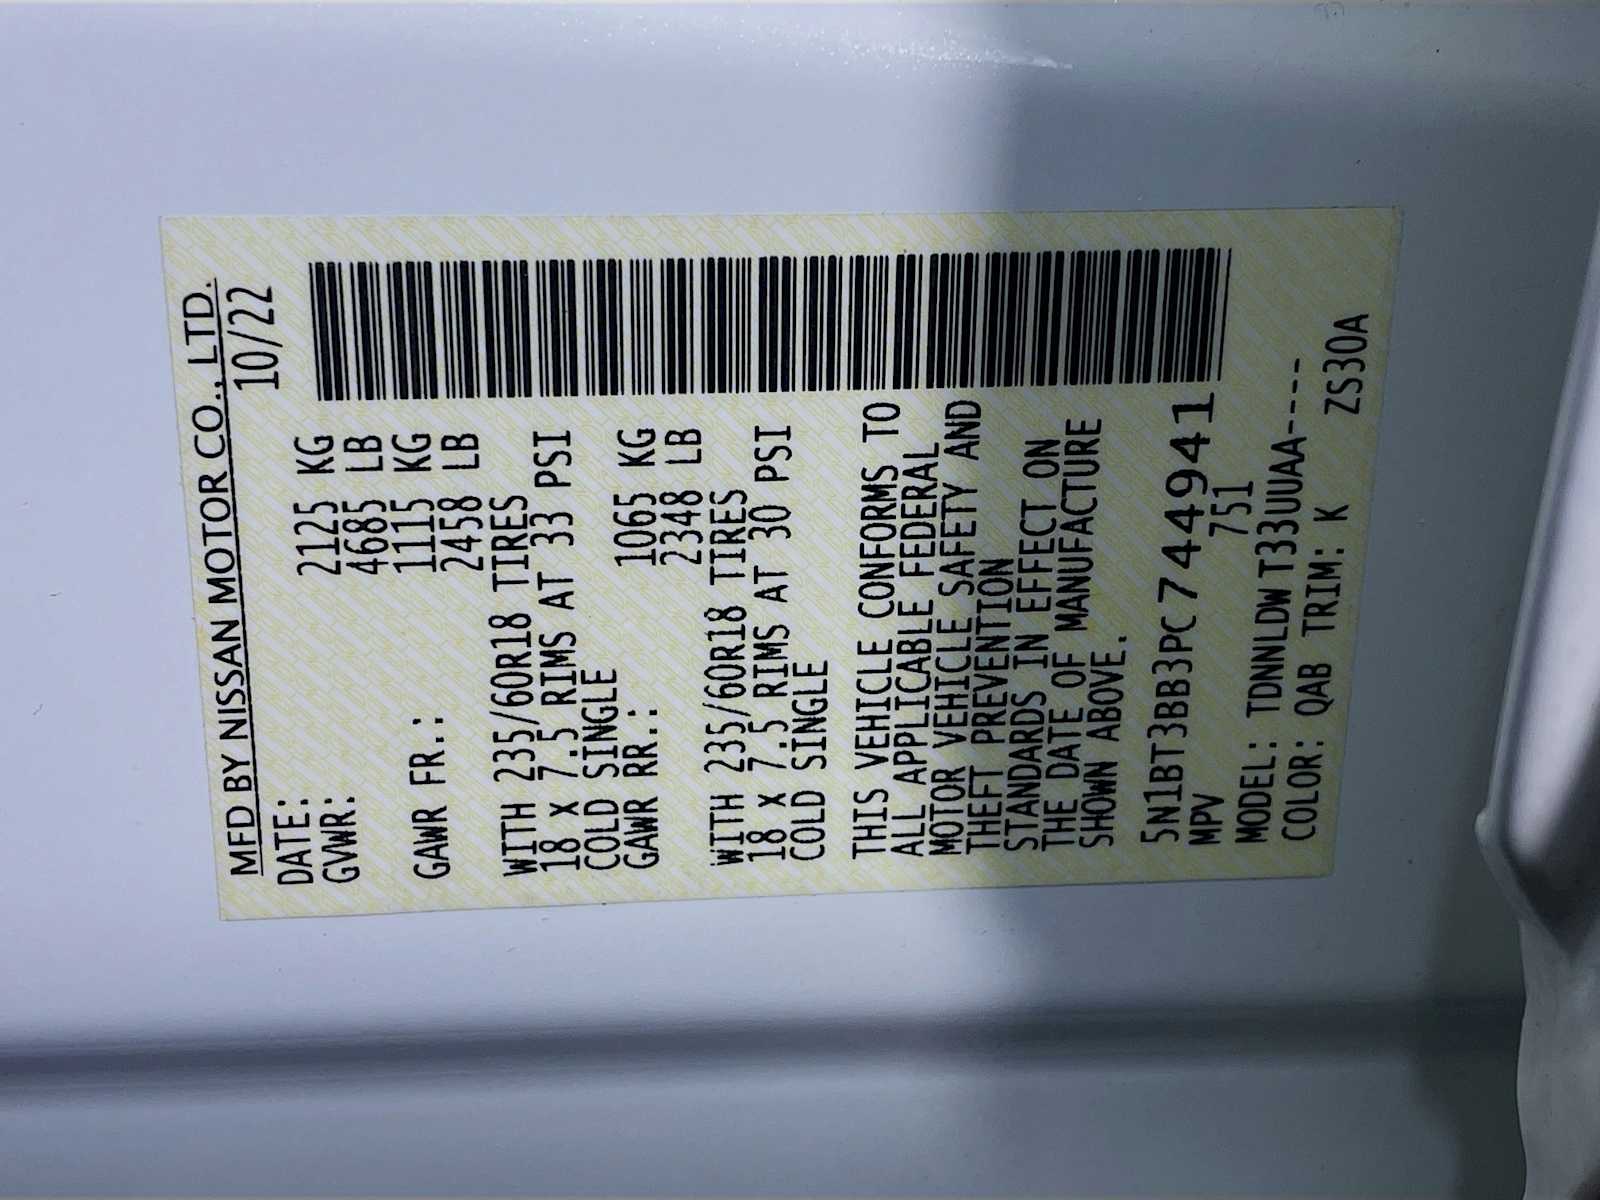 MFD BY NISSAN MOTOR CO., LTD.
DATE: 10/22
GVWR: 2125 KG
4685 LB
GAWR FR.: 1115 KG
2458 LB
WITH 235/60R18 TIRES
18 x 7.5 RIMS AT 33 PSI
COLD SINGLE
GAWR RR.: 1065 KG
2348 LB
WITH 235/60R18 TIRES
18 x 7.5 RIMS AT 30 PSI
COLD SINGLE
THIS VEHICLE CONFORMS TO
ALL APPLICABLE FEDERAL
MOTOR VEHICLE SAFETY AND
THEFT PREVENTION
STANDARDS IN EFFECT ON
THE DATE OF MANUFACTURE
SHOWN ABOVE.
5N1BT3BB3PC744941
MPV 751
MODEL: TDNNLDW T33UUAA----
COLOR: QAB TRIM: K ZS30A